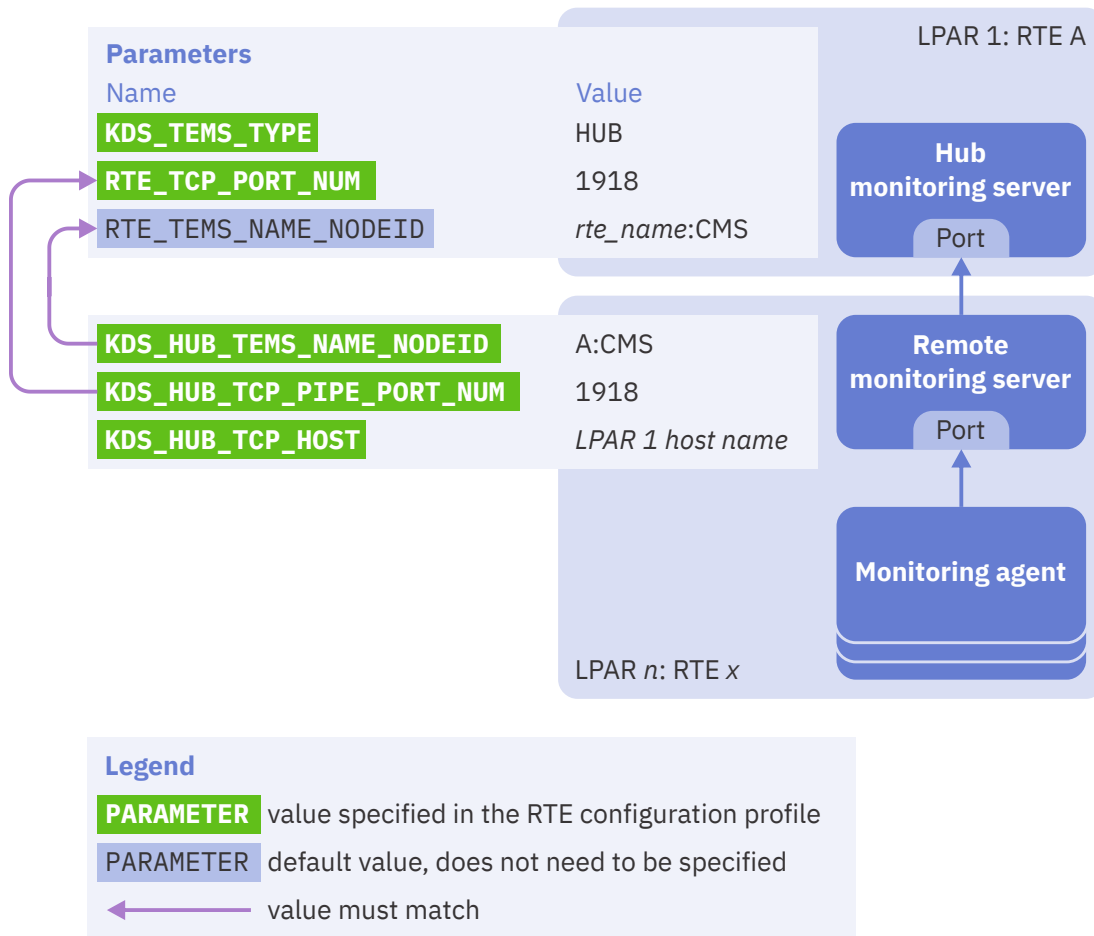 LPAR 1: RTE A
Parameters
Name Value
KDS_TEMS_TYPE HUB
RTE_TCP_PORT_NUM 1918
RTE_TEMS_NAME_NODEID rte_name:CMS
Hub
monitoring server
Port
KDS_HUB_TEMS_NAME_NODEID A:CMS
KDS_HUB_TCP_PIPE_PORT_NUM 1918
KDS_HUB_TCP_HOST LPAR 1 host name
Remote
monitoring server
Port
Monitoring agent
LPAR n: RTE x
Legend
PARAMETER value specified in the RTE configuration profile
PARAMETER default value, does not need to be specified
value must match